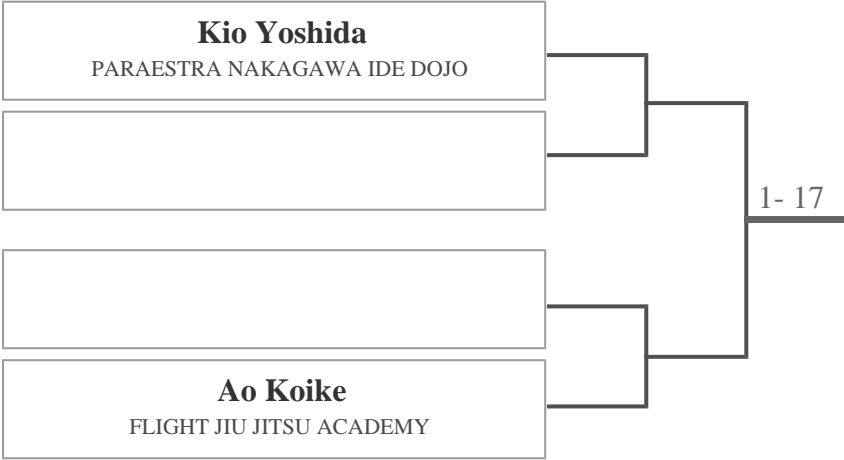 Kio Yoshida
PARAESTRA NAKAGAWA IDE DOJO
1- 17
Ao Koike
FLIGHT JIU JITSU ACADEMY